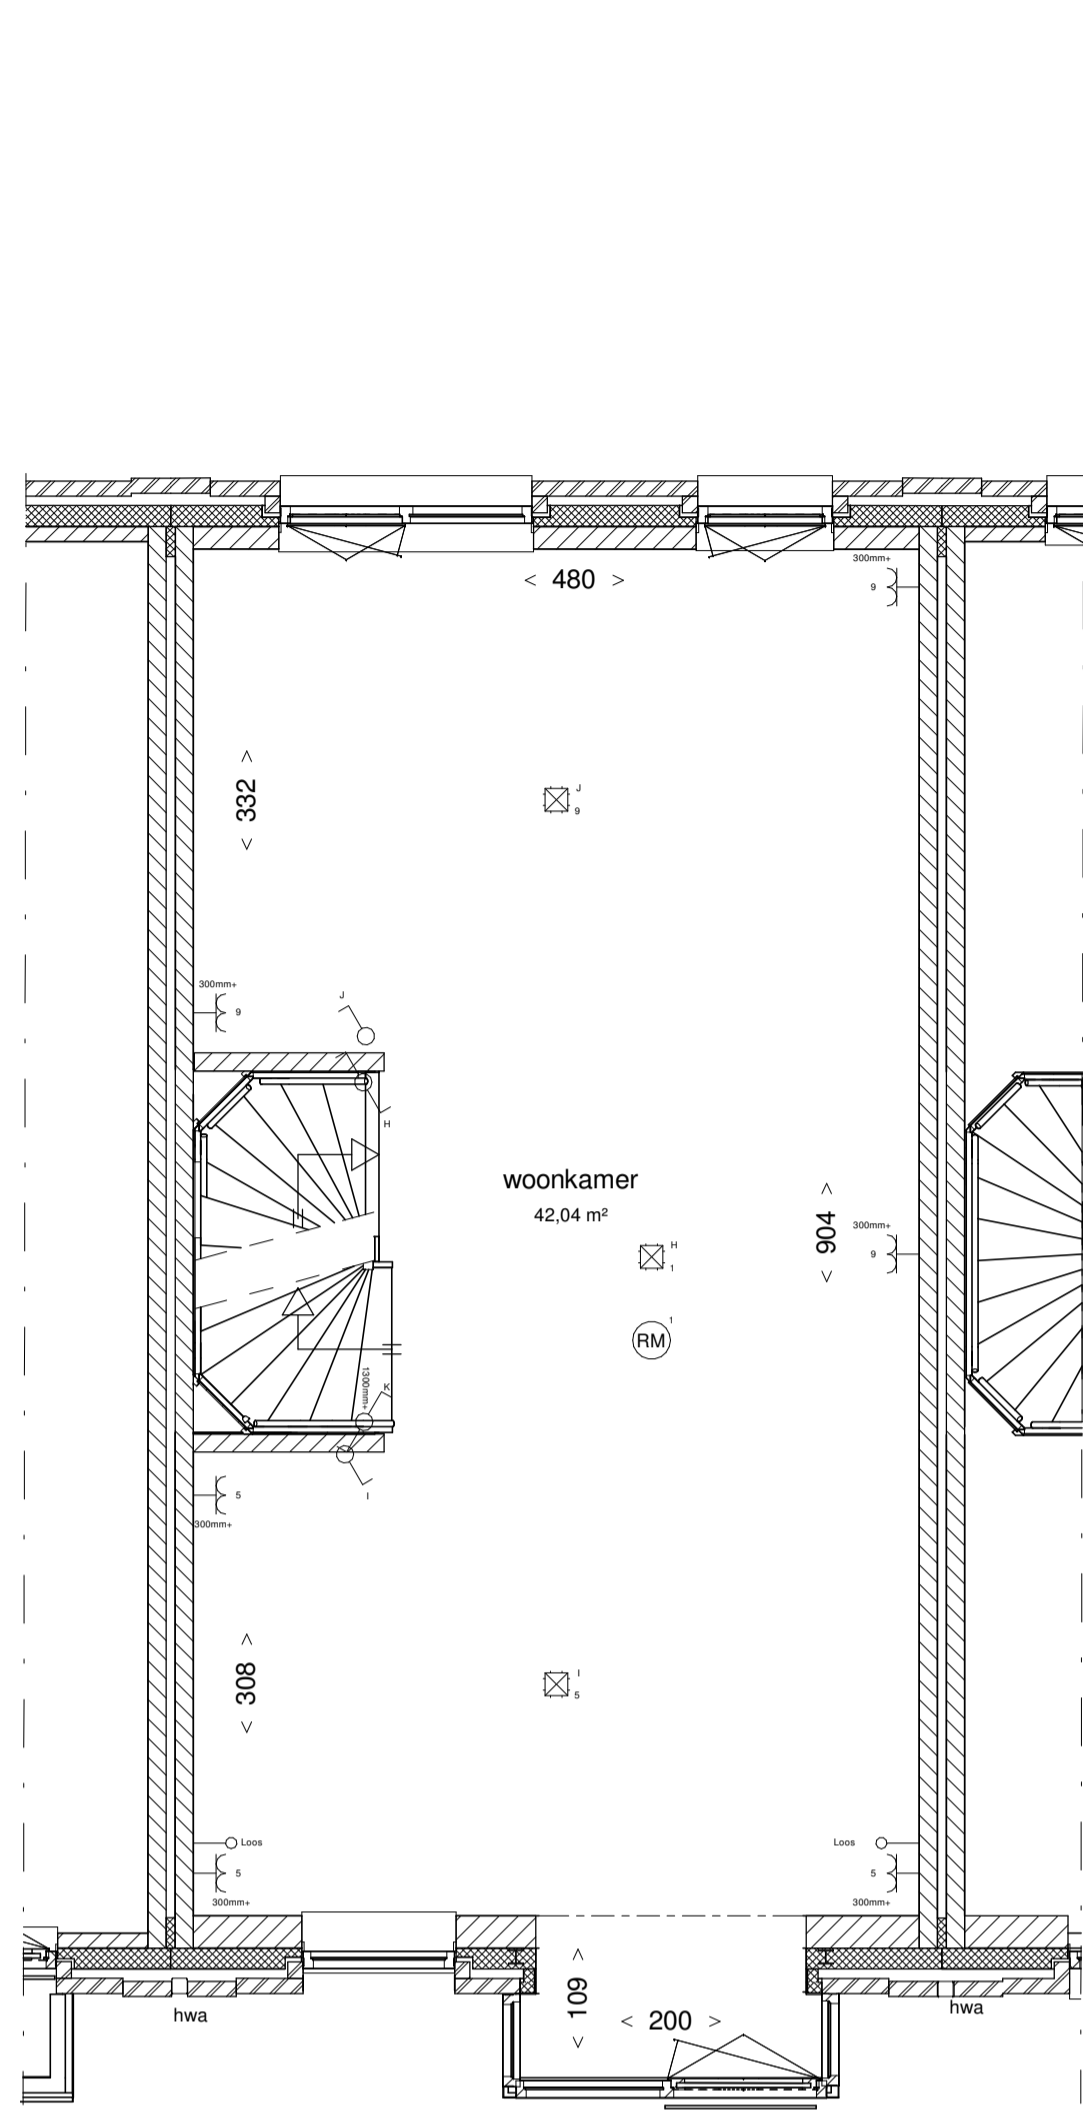 300mm+
< 480 >
9
< 332 >
J
9
300mm+
9
J
H
woonkamer
42,04 m²
< 904 >
300mm+
9
H
1
1
RM
1300mm+
K
I
5
300mm+
< 308 >
I
5
Loos
Loos
5
5
300mm+
300mm+
< 109 >
hwa
< 200 >
hwa